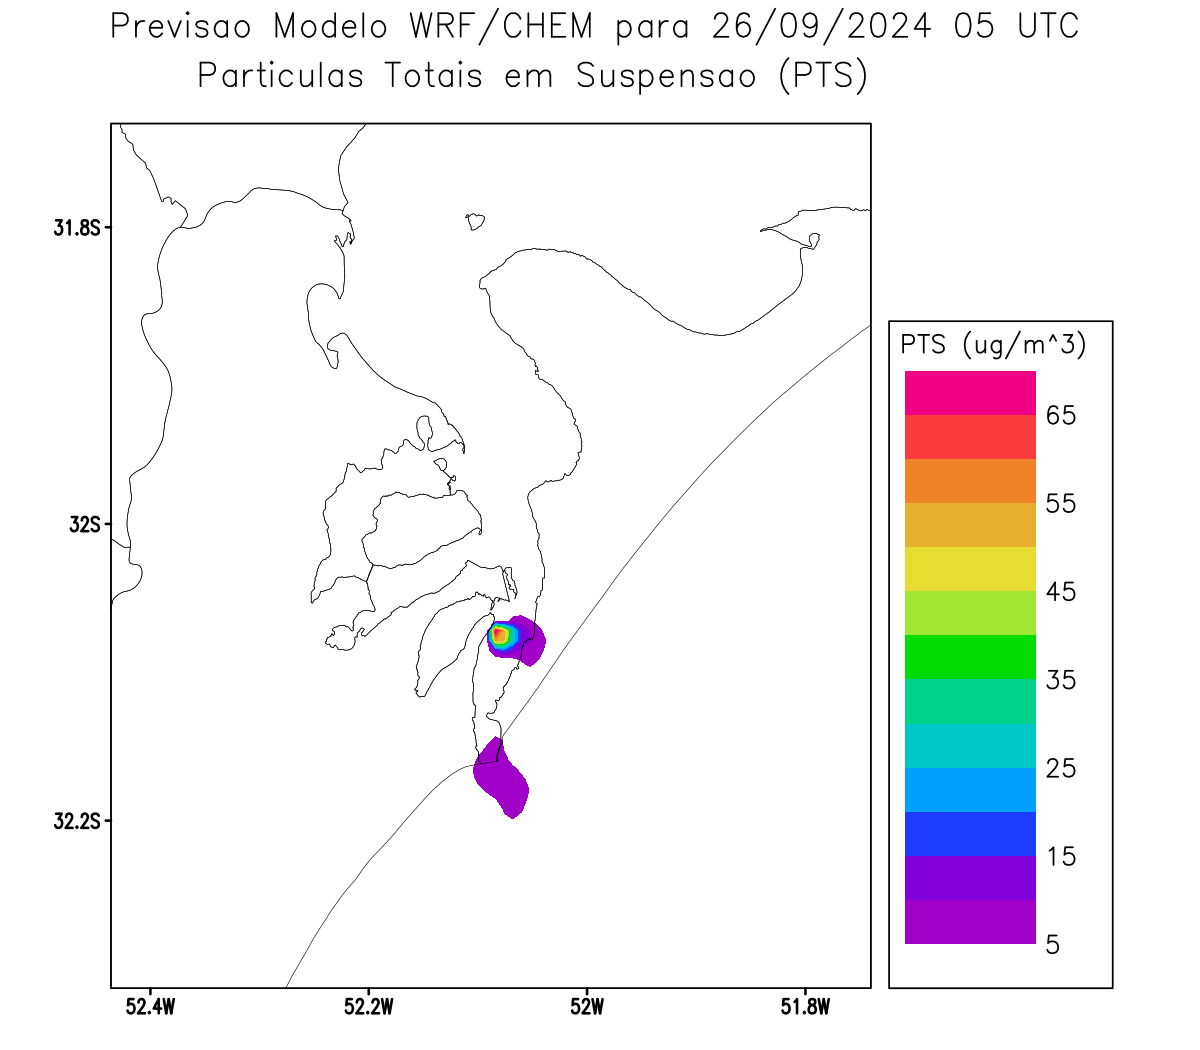 Previsao Modelo WRF/CHEM para 26/09/2024 05 UTC
Particulas Totais em Suspensao (PTS)
31.8S
32S
32.2S
52.4W
52.2W
52W
51.8W
PTS (ug/m^3)
65
55
45
35
25
15
5